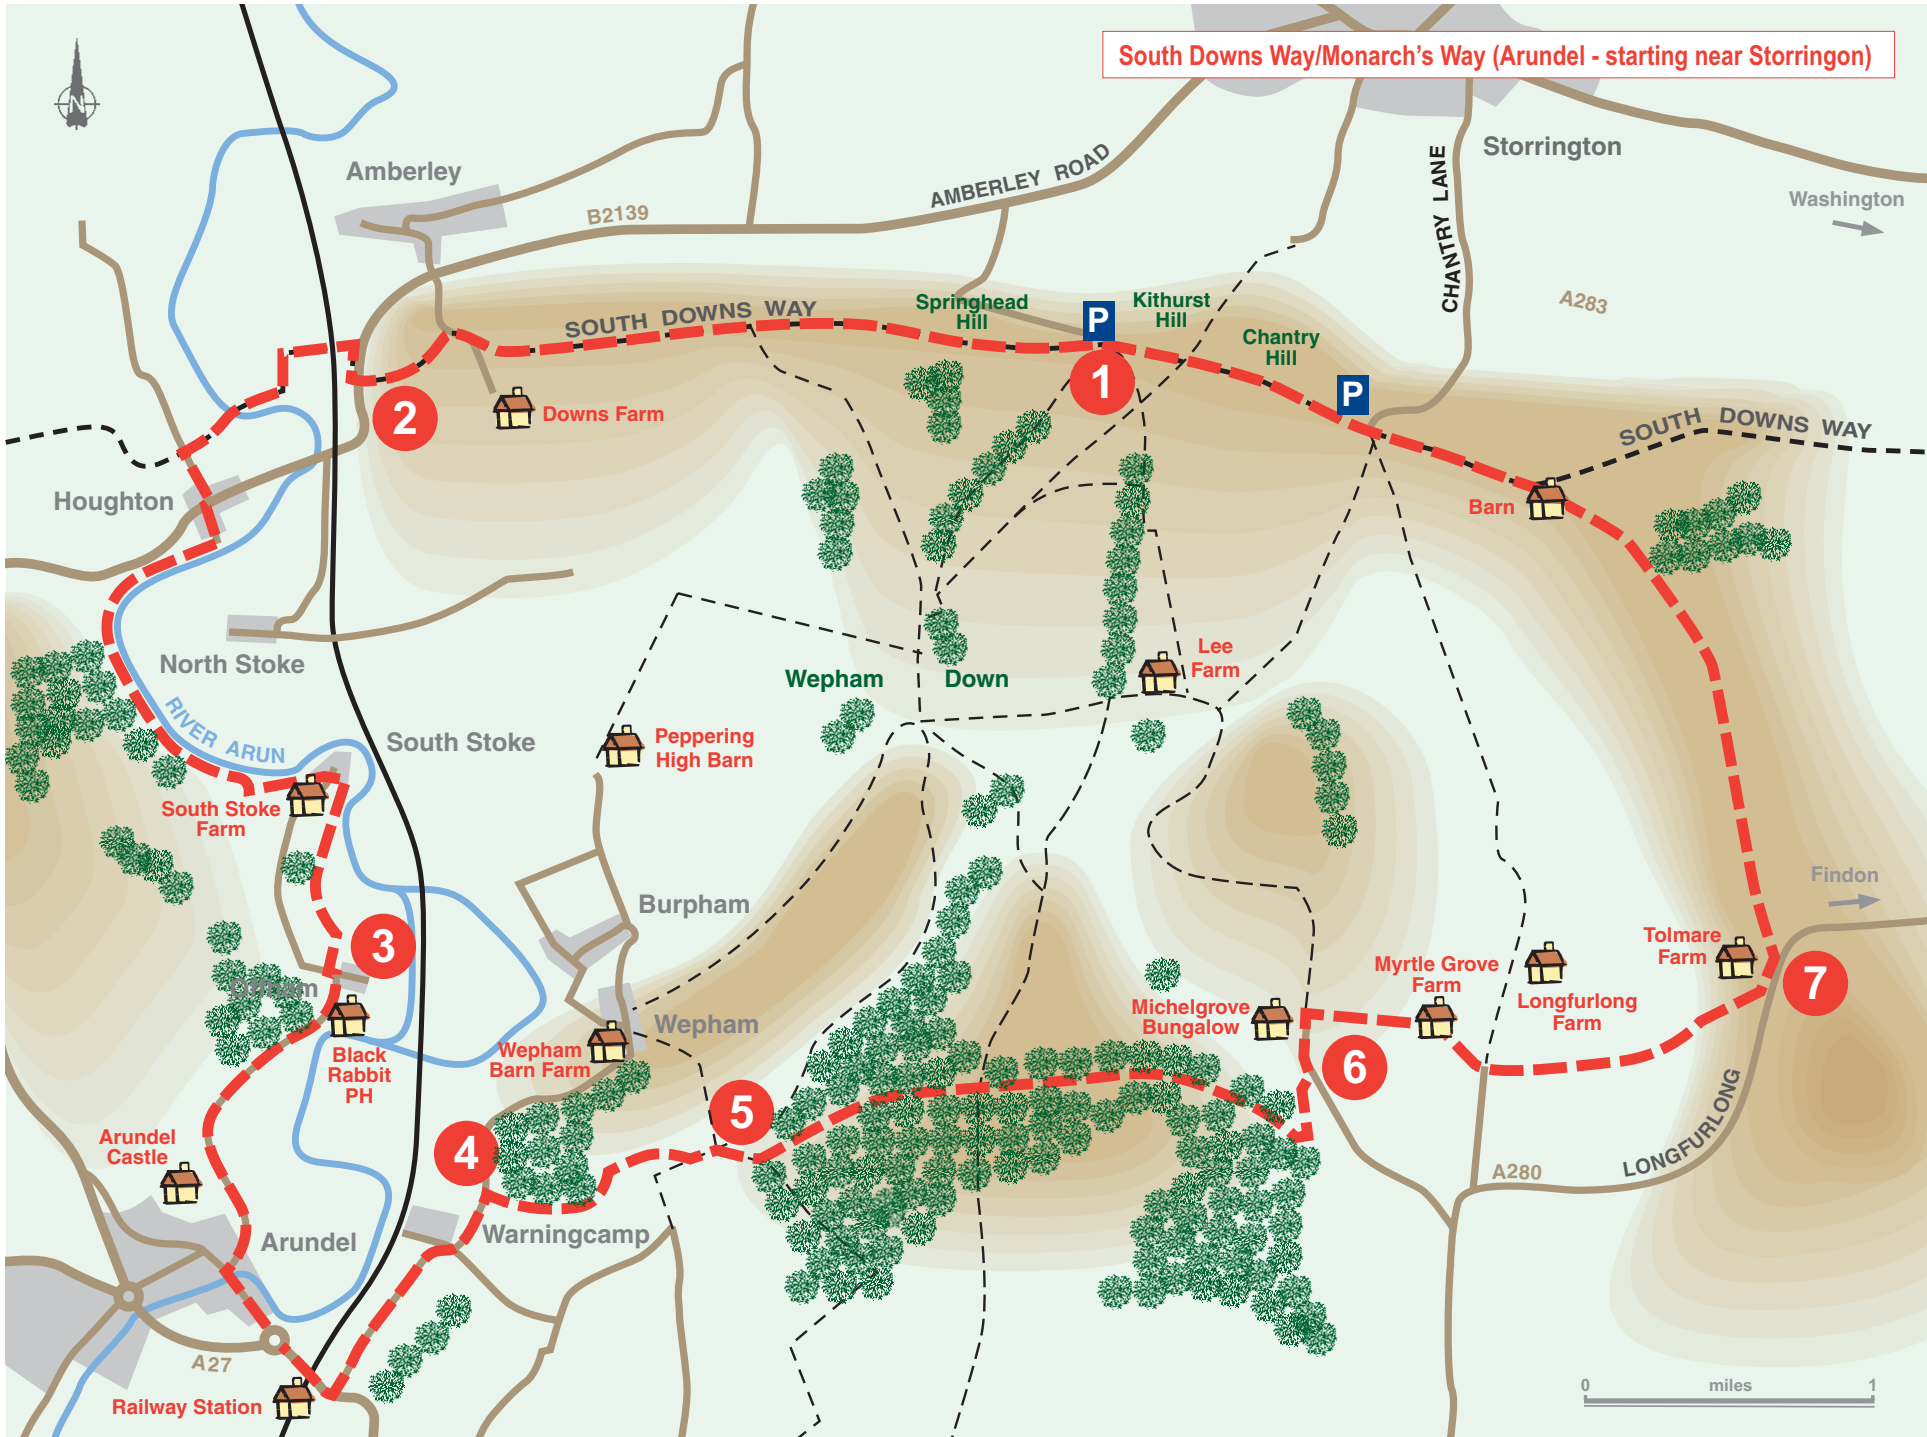 South Downs Way/Monarch's Way (Arundel - starting near Storringon)
N
Storrington
Amberley
AMBERLEY ROAD
CHANTRY LANE
B2139
Washington
A283
SOUTH DOWNS WAY
Springhead
Hill
P
Kithurst
Hill
Chantry
Hill
1
P
2
Downs Farm
SOUTH DOWNS WAY
Houghton
Barn
North Stoke
Lee
Farm
Wepham Down
RIVER ARUN
South Stoke
Peppering
High Barn
South Stoke
Farm
Findon
Burpham
3
Tolmare
Farm
Offham
Myrtle Grove
Farm
7
Longfurlong
Farm
Michelgrove
Bungalow
Wepham
Wepham
Barn Farm
Black
Rabbit
PH
6
5
LONGFURLONG
Arundel
Castle
4
A280
Arundel
Warningcamp
A27
Railway Station
0 miles 1